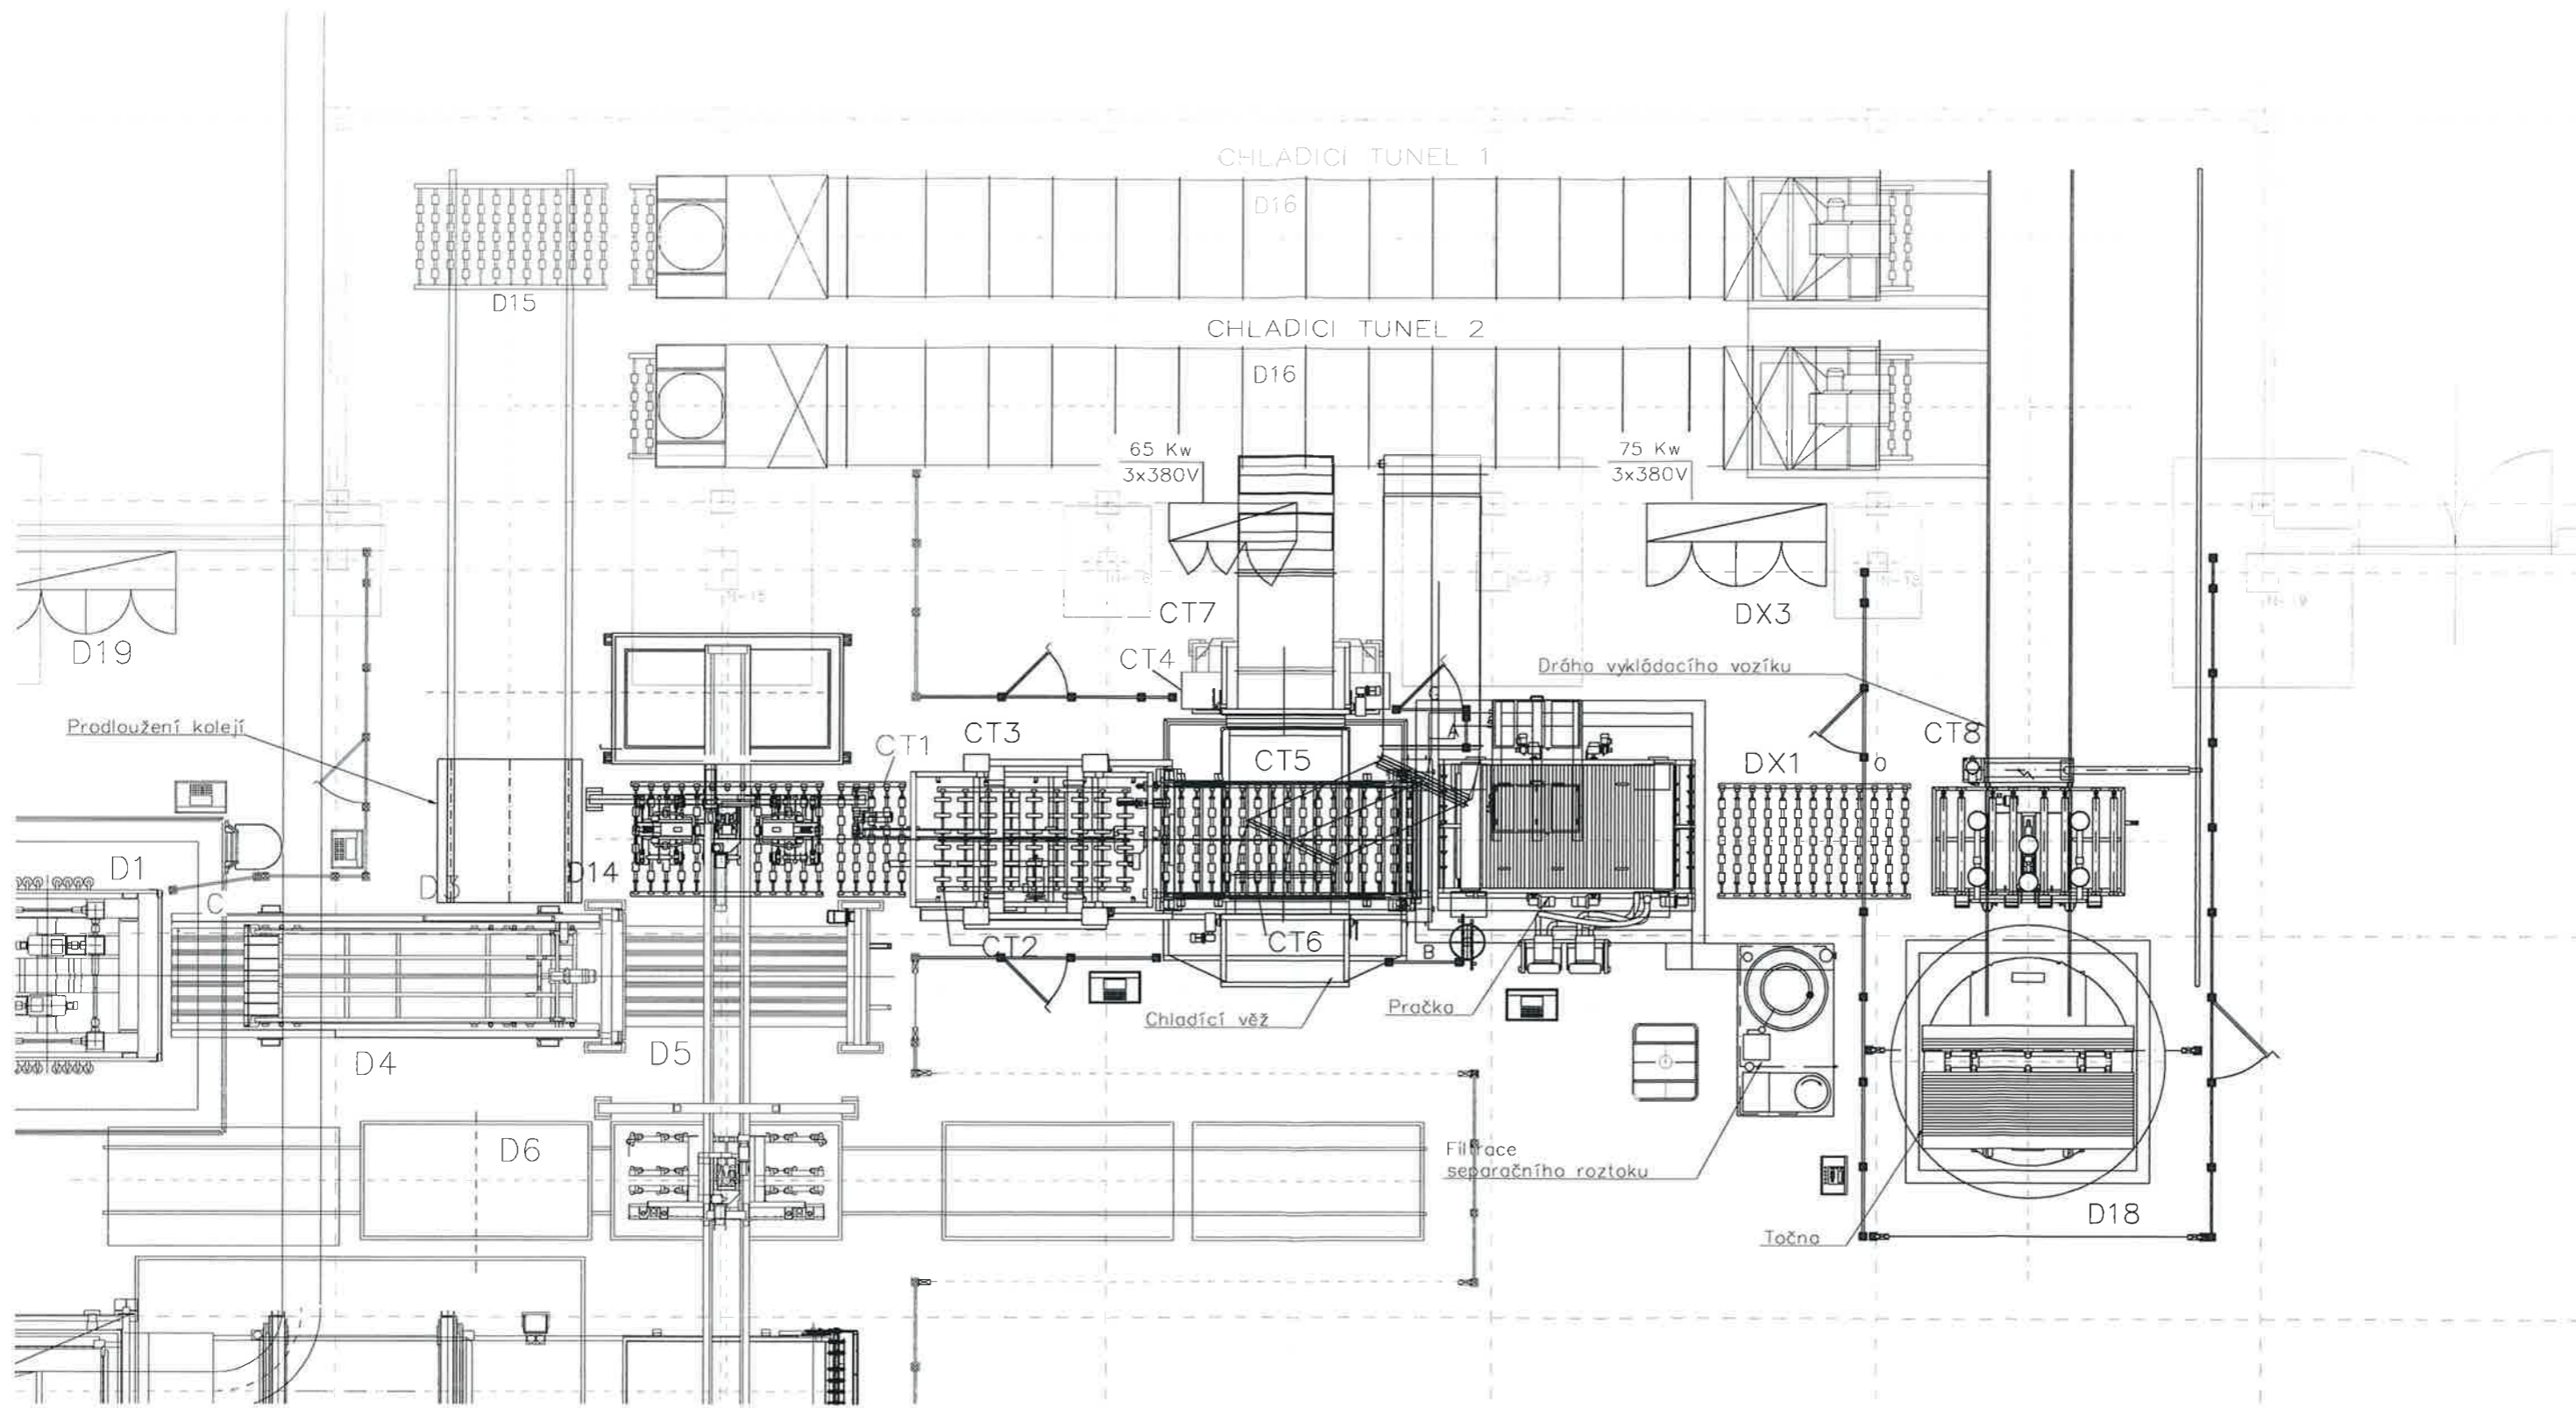 CHLADICÍ TUNEL 1
D16
D15
CHLADICI TUNEL 2
D16
65 Kw
3x380V
75 Kw
3x380V
D19
CT7
DX3
CT4
Dráha vykládacího vozíku
Prodloužení kolejí
CT3
CT1
CT5
CT8
DX1
A
D1
D14
C
CT2
CT6
B
Chladící věž
Pračka
D4
D5
D6
Filtrace
separačního roztoku
D18
Točna